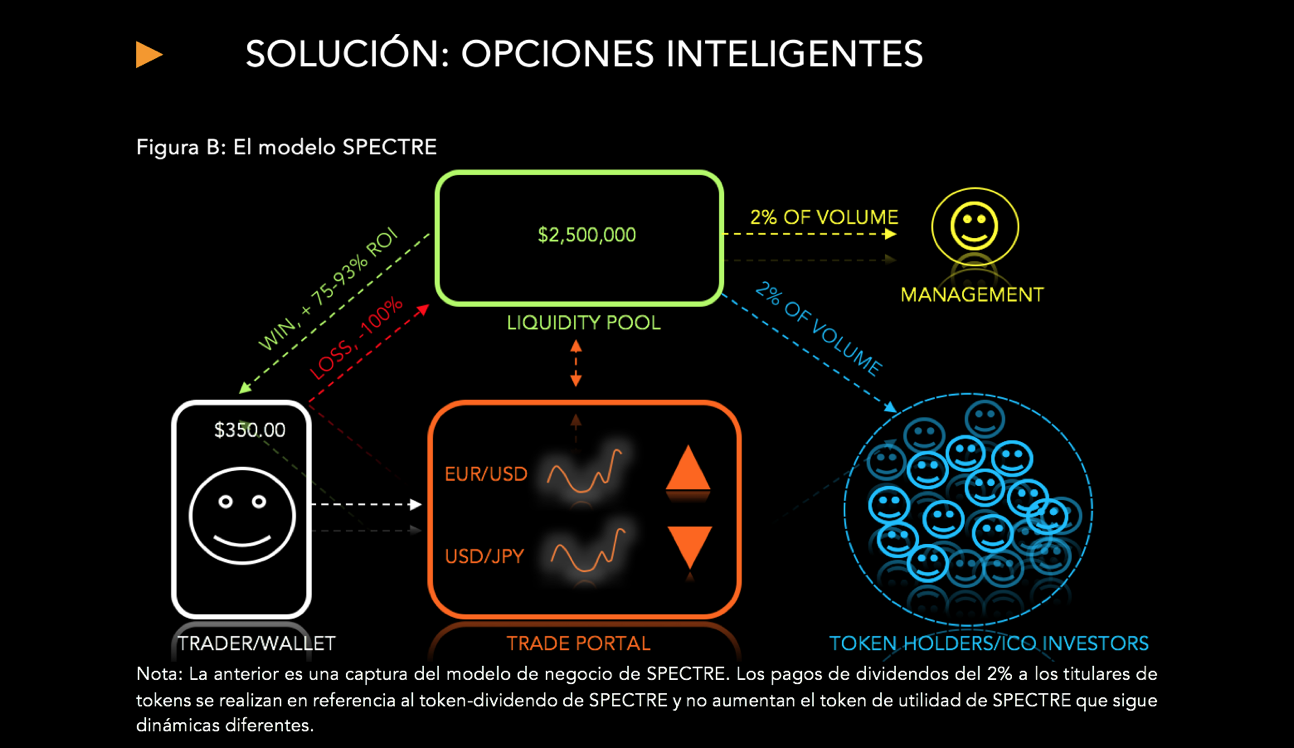 SOLUCIÓN: OPCIONES INTELIGENTES
Figura B: El modelo SPECTRE
$2,500,000
LIQUIDITY POOL
2% OF VOLUME
MANAGEMENT
2% OF VOLUME
WIN, + 75-93% ROI
LOSS, -100%
$350.00
TRADER/WALLET
EUR/USD
USD/JPY
TRADE PORTAL
TOKEN HOLDERS/ICO INVESTORS
Nota: La anterior es una captura del modelo de negocio de SPECTRE. Los pagos de dividendos del 2% a los titulares de
tokens se realizan en referencia al token-dividendo de SPECTRE y no aumentan el token de utilidad de SPECTRE que sigue
dinámicas diferentes.